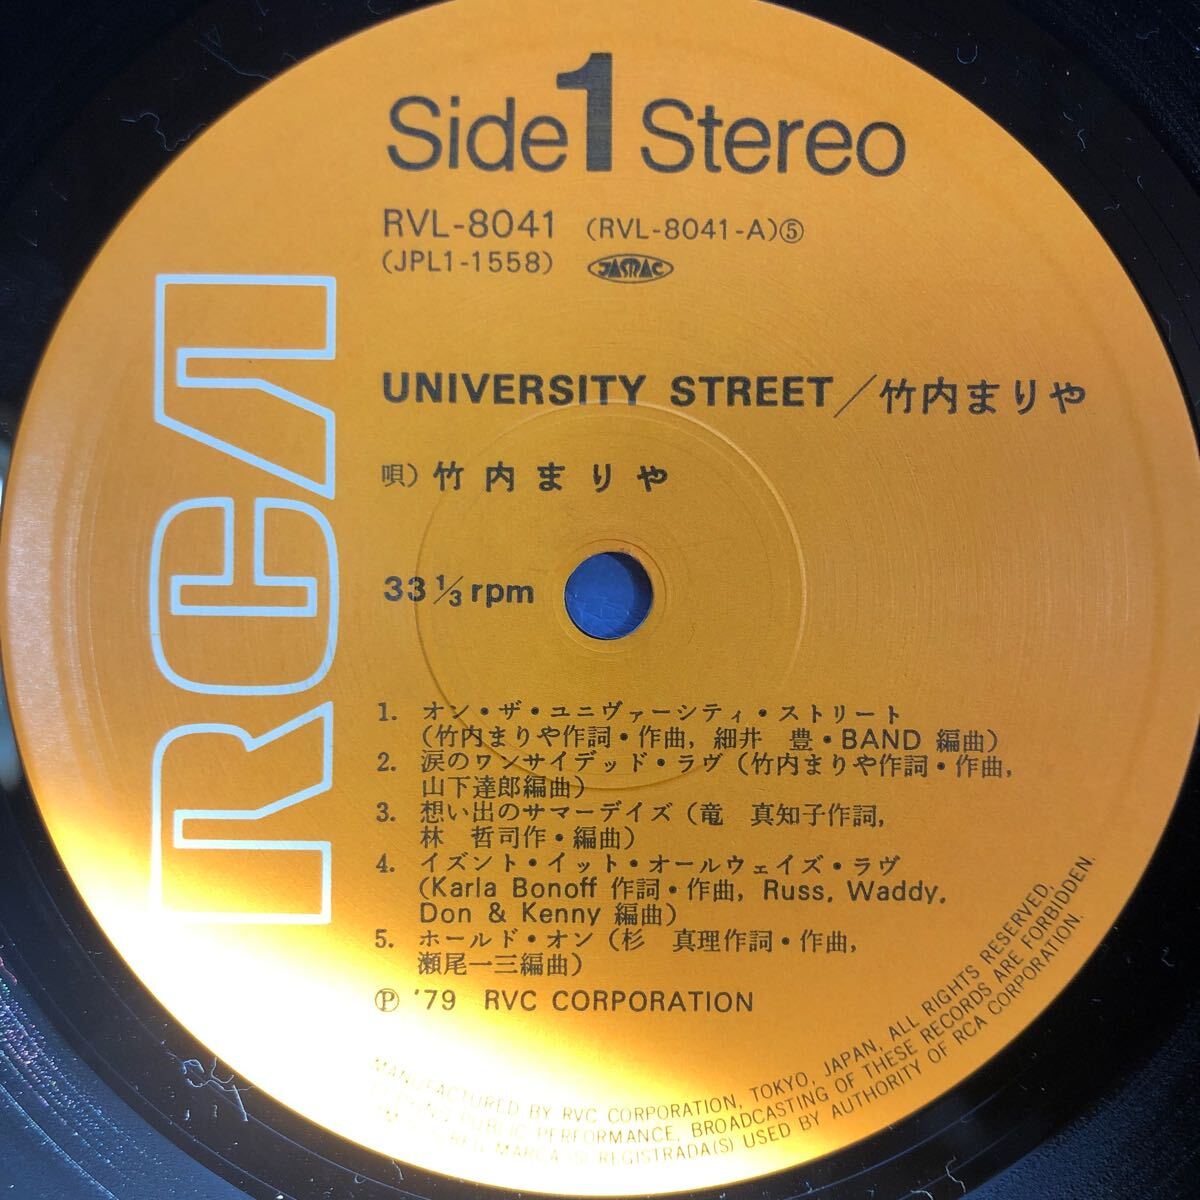 Side 1 Stereo
RVL-8041 (RVL-8041-A)⑤
(JPL1-1558) JASRAC
RCA
UNIVERSITY STREET/竹内まりや
唄)竹内まりや
33 1/3 rpm
1. オン・ザ・ユニヴァーシティ・ストリート
(竹内まりや作詞・作曲, 細井 豊・BAND 編曲)
2. 涙のワンサイデッド・ラヴ(竹内まりや作詞・作曲,
山下達郎編曲)
3. 想い出のサマーデイズ(竜 真知子作詞,
林 哲司作・編曲)
4. イズント・イット・オールウェイズ・ラヴ
(Karla Bonoff 作詞・作曲, Russ, Waddy,
Don & Kenny 編曲)
5. ホールド・オン(杉 真理作詞・作曲,
瀬尾一三編曲)
Ⓟ '79 RVC CORPORATION
MANUFACTURED BY RVC CORPORATION, TOKYO, JAPAN, ALL RIGHTS RESERVED,
PUBLIC PERFORMANCE, BROADCASTING OF THESE RECORDS ARE FORBIDDEN.
MARCA(S) REGISTRADA(S) USED BY AUTHORITY OF RCA CORPORATION.